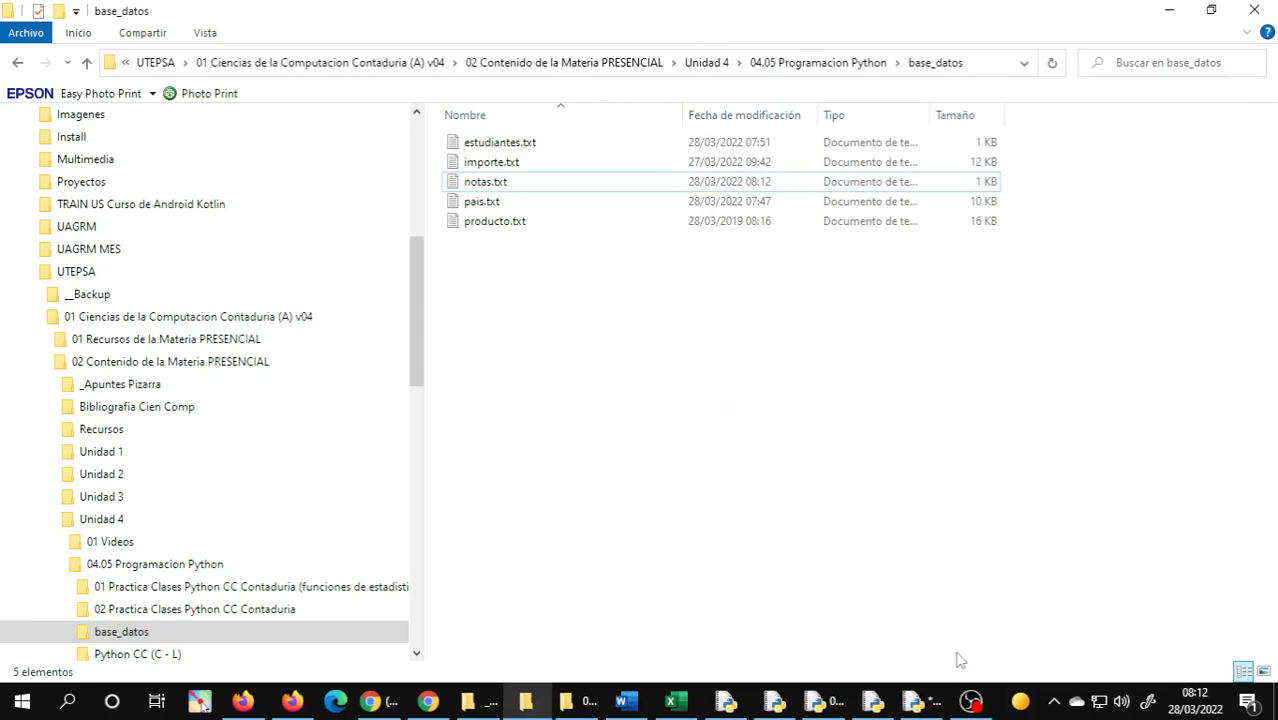 base_datos
Archivo Inicio Compartir Vista
« UTEPSA › 01 Ciencias de la Computacion Contaduria (A) v04 › 02 Contenido de la Materia PRESENCIAL › Unidad 4 › 04.05 Programacion Python › base_datos
Buscar en base_datos
EPSON Easy Photo Print Photo Print
Imagenes
Install
Multimedia
Proyectos
TRAIN US Curso de Android Kotlin
UAGRM
UAGRM MES
UTEPSA
__Backup
01 Ciencias de la Computacion Contaduria (A) v04
01 Recursos de la Materia PRESENCIAL
02 Contenido de la Materia PRESENCIAL
_Apuntes Pizarra
Bibliografia Cien Comp
Recursos
Unidad 1
Unidad 2
Unidad 3
Unidad 4
01 Videos
04.05 Programacion Python
01 Practica Clases Python CC Contaduria (funciones de estadisti
02 Practica Clases Python CC Contaduria
base_datos
Python CC (C - L)
Nombre Fecha de modificación Tipo Tamaño
estudiantes.txt 28/03/2022 07:51 Documento de te... 1 KB
importe.txt 27/03/2022 09:42 Documento de te... 12 KB
notas.txt 28/03/2022 08:12 Documento de te... 1 KB
pais.txt 28/03/2022 07:47 Documento de te... 10 KB
producto.txt 28/03/2019 08:16 Documento de te... 16 KB
5 elementos
(... _... 0... 0... *...
08:12
28/03/2022
1